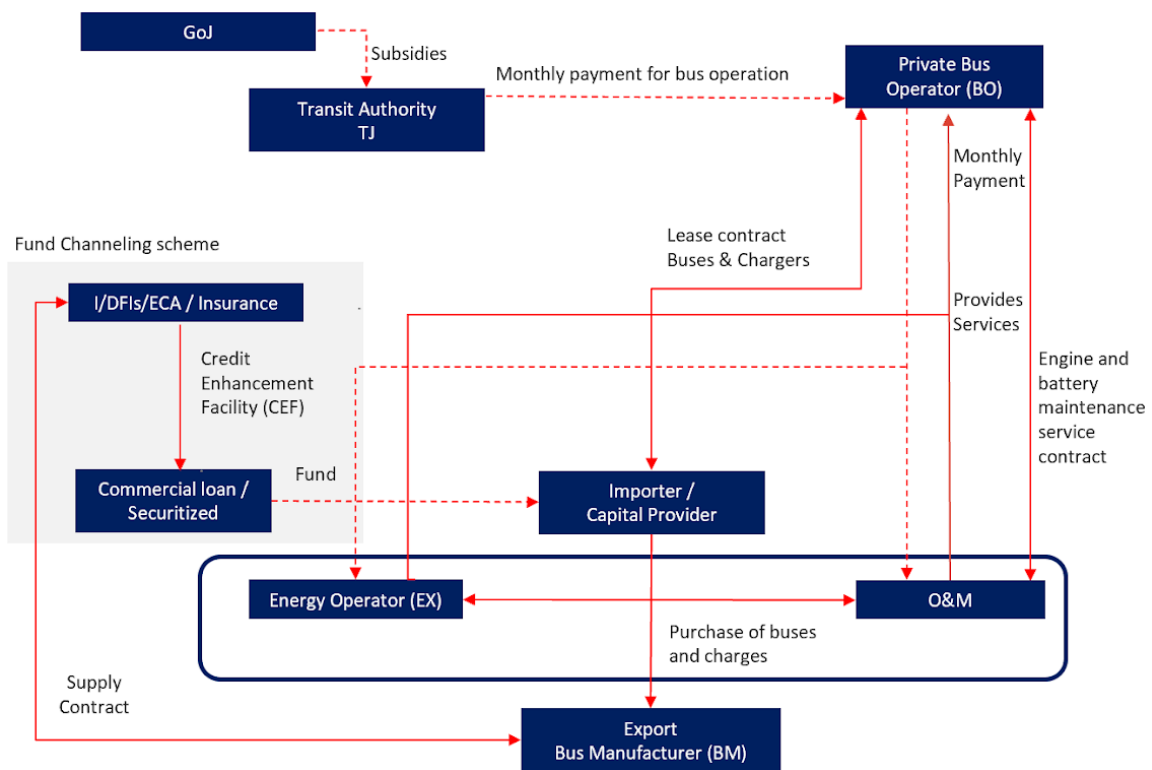 GoJ
Subsidies
Transit Authority
TJ
Monthly payment for bus operation
Private Bus
Operator (BO)
Monthly
Payment
Lease contract
Buses & Chargers
Fund Channeling scheme
I/DFIs/ECA / Insurance
Provides
Services
Credit
Enhancement
Facility (CEF)
Engine and
battery
maintenance
service
contract
Fund
Commercial loan /
Securitized
Importer /
Capital Provider
Energy Operator (EX)
O&M
Purchase of buses
and charges
Supply
Contract
Export
Bus Manufacturer (BM)